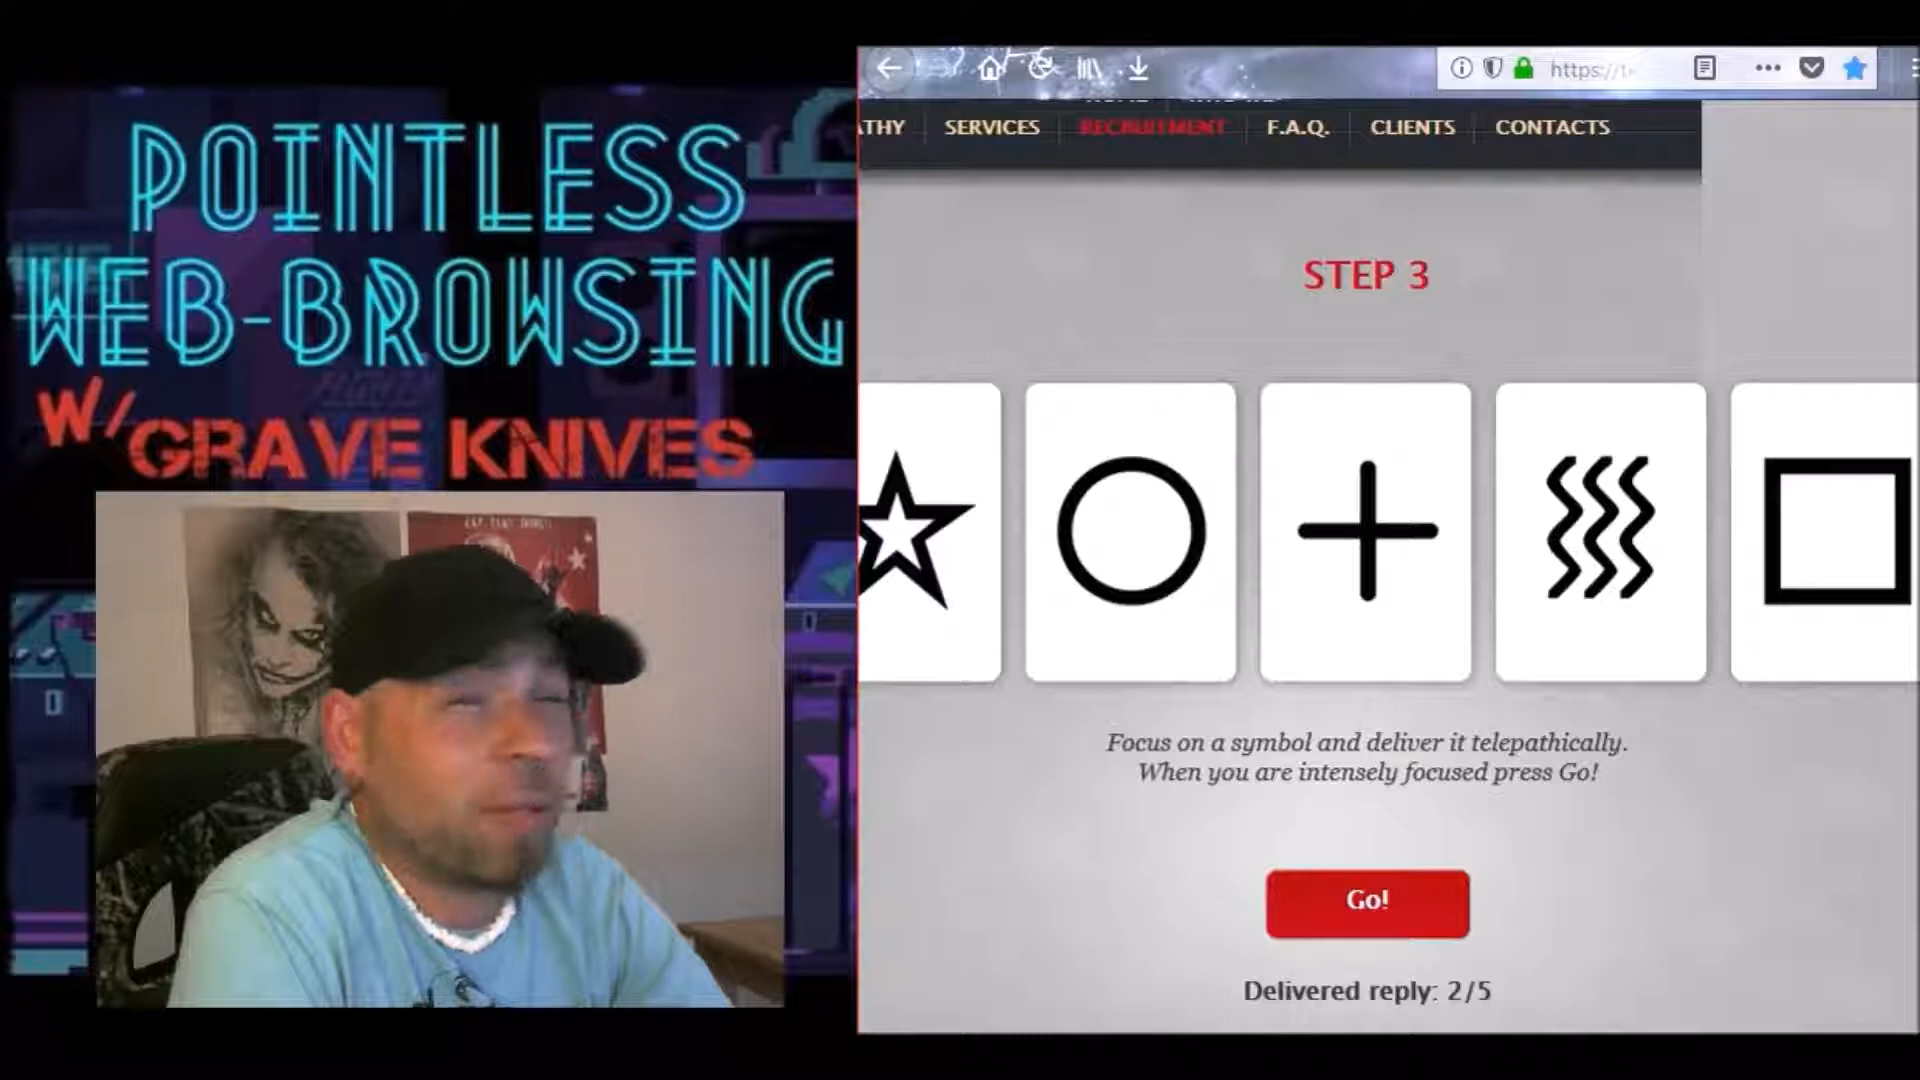 POINTLESS
WEB-BROWSING
W/GRAVE KNIVES
https://t
THY SERVICES RECRUITMENT F.A.Q. CLIENTS CONTACTS
STEP 3
Focus on a symbol and deliver it telepathically.
When you are intensely focused press Go!
Go!
Delivered reply: 2/5